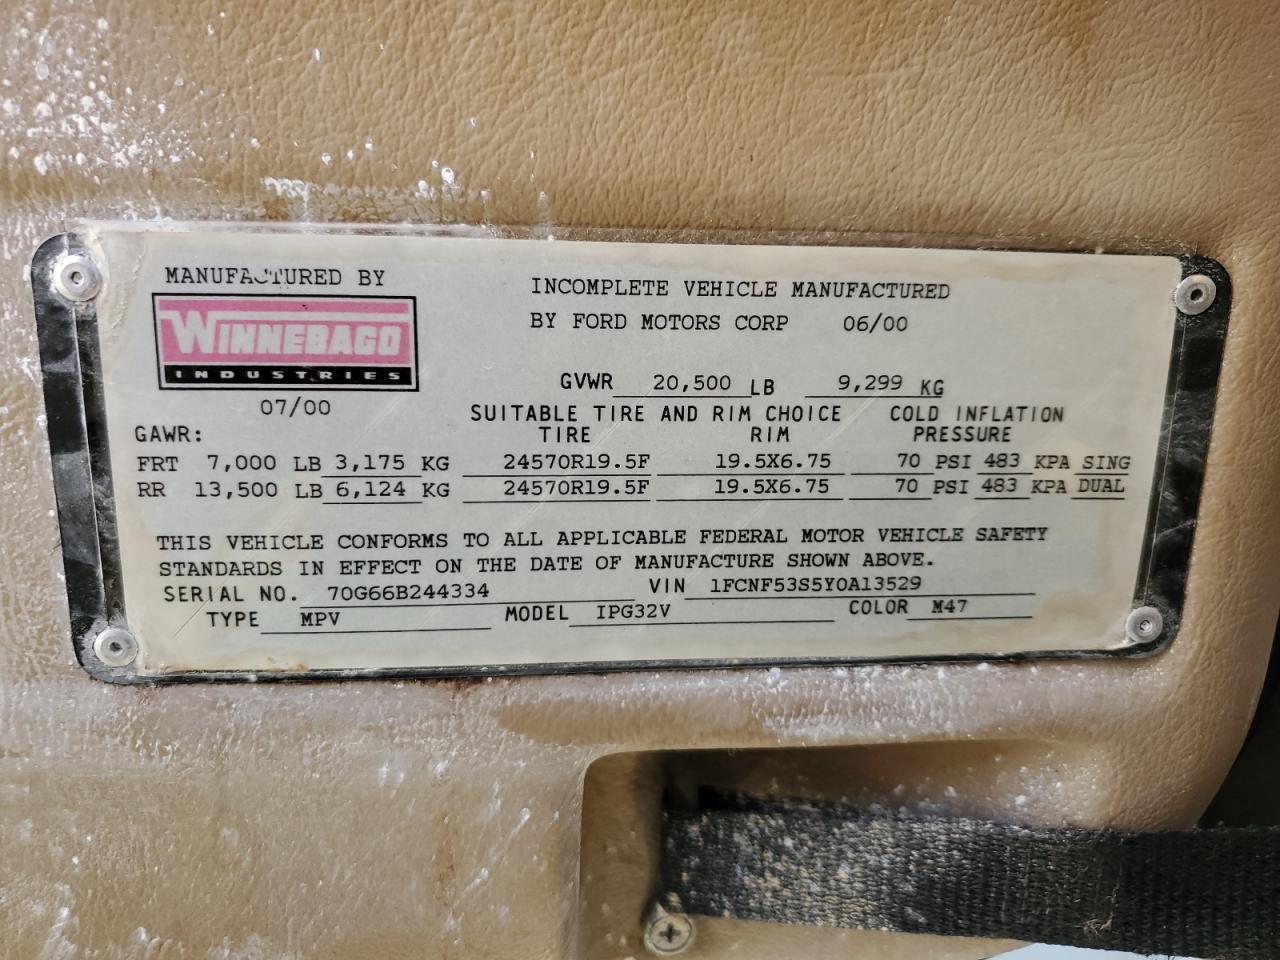 MANUFACTURED BY
WINNEBAGO
INDUSTRIES
07/00
INCOMPLETE VEHICLE MANUFACTURED
BY FORD MOTORS CORP 06/00
GVWR 20,500 LB 9,299 KG
SUITABLE TIRE AND RIM CHOICE COLD INFLATION
GAWR: TIRE RIM PRESSURE
FRT 7,000 LB 3,175 KG 24570R19.5F 19.5X6.75 70 PSI 483 KPA SING
RR 13,500 LB 6,124 KG 24570R19.5F 19.5X6.75 70 PSI 483 KPA DUAL
THIS VEHICLE CONFORMS TO ALL APPLICABLE FEDERAL MOTOR VEHICLE SAFETY
STANDARDS IN EFFECT ON THE DATE OF MANUFACTURE SHOWN ABOVE.
SERIAL NO. 70G66B244334 VIN 1FCNF53S5Y0A13529
TYPE MPV MODEL IPG32V COLOR M47